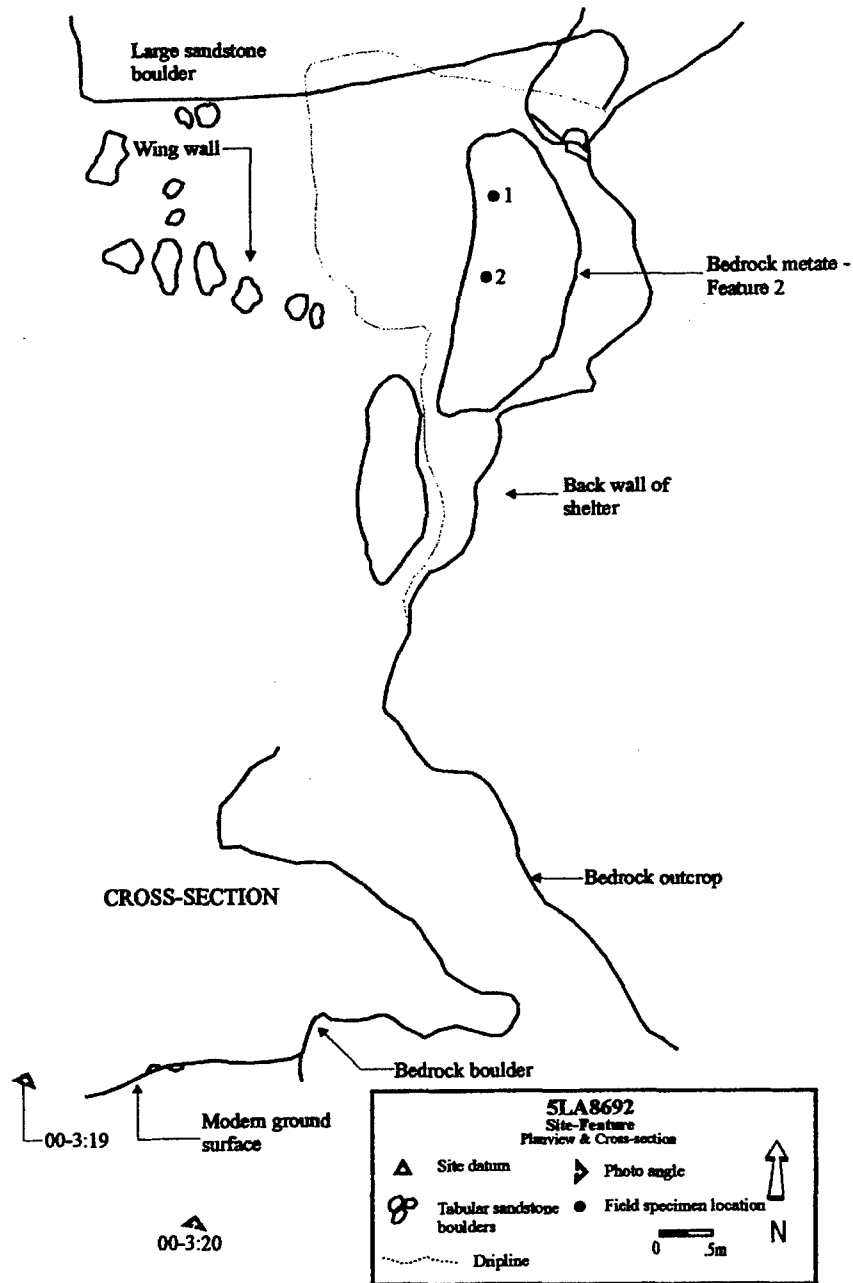 Large sandstone
boulder
Wing wall
1
2
Bedrock metate -
Feature 2
Back wall of
shelter
CROSS-SECTION
Bedrock outcrop
Bedrock boulder
00-3:19
Modern ground
surface
00-3:20
5LA8692
Site-Feature
Planview & Cross-section
Site datum
Photo angle
Tabular sandstone
boulders
Field specimen location
Dripline
0 .5m
N